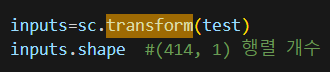 inputs=sc.transform(test)
inputs.shape  #(414, 1) 행렬 개수